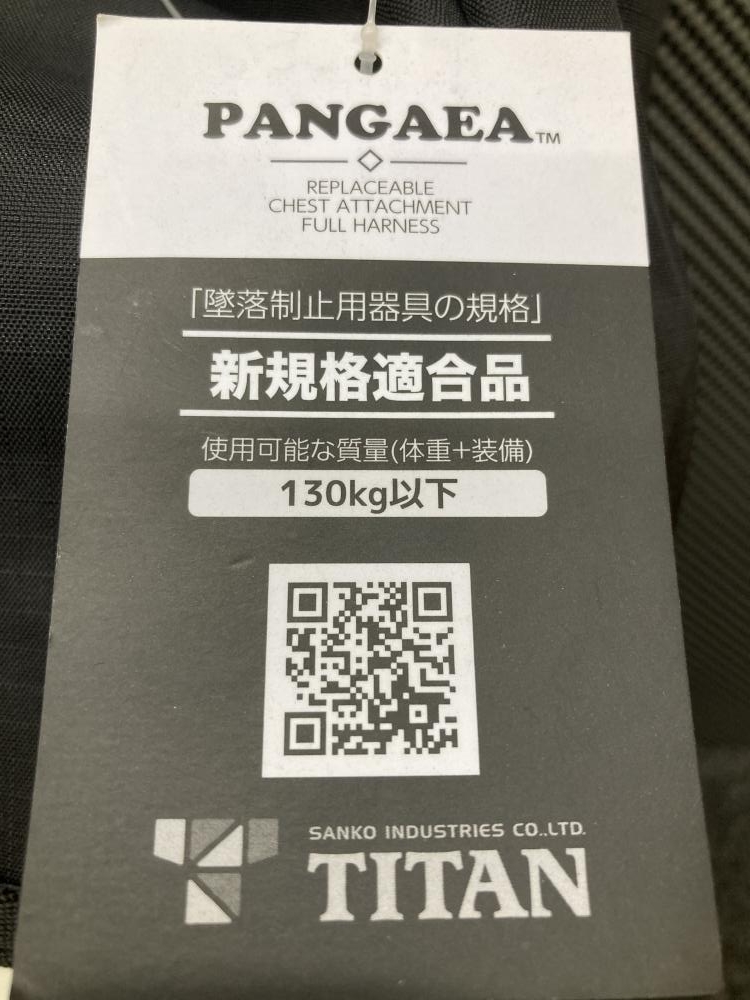 PANGAEA™
REPLACEABLE
CHEST ATTACHMENT
FULL HARNESS
「墜落制止用器具の規格」
新規格適合品
使用可能な質量(体重+装備)
130kg以下
SANKO INDUSTRIES CO.,LTD.
TITAN